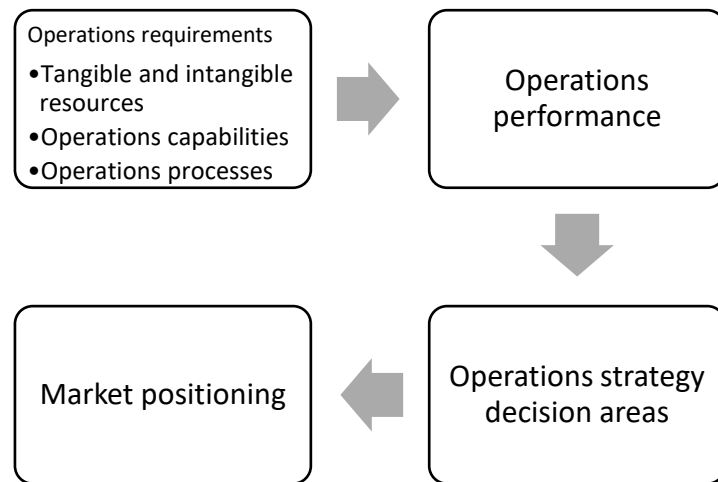 Operations requirements
•Tangible and intangible
resources
•Operations capabilities
•Operations processes
Operations
performance
Operations strategy
decision areas
Market positioning